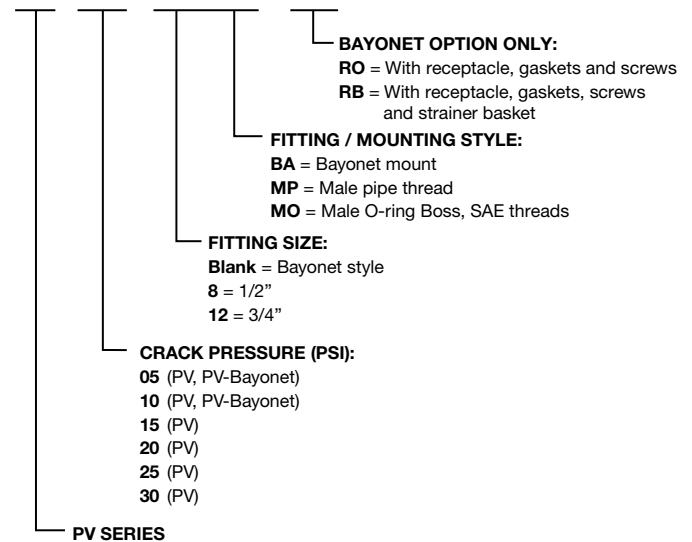 BAYONET OPTION ONLY:
RO = With receptacle, gaskets and screws
RB = With receptacle, gaskets, screws
and strainer basket
FITTING / MOUNTING STYLE:
BA = Bayonet mount
MP = Male pipe thread
MO = Male O-ring Boss, SAE threads
FITTING SIZE:
Blank = Bayonet style
8 = 1/2”
12 = 3/4”
CRACK PRESSURE (PSI):
05 (PV, PV-Bayonet)
10 (PV, PV-Bayonet)
15 (PV)
20 (PV)
25 (PV)
30 (PV)
PV SERIES